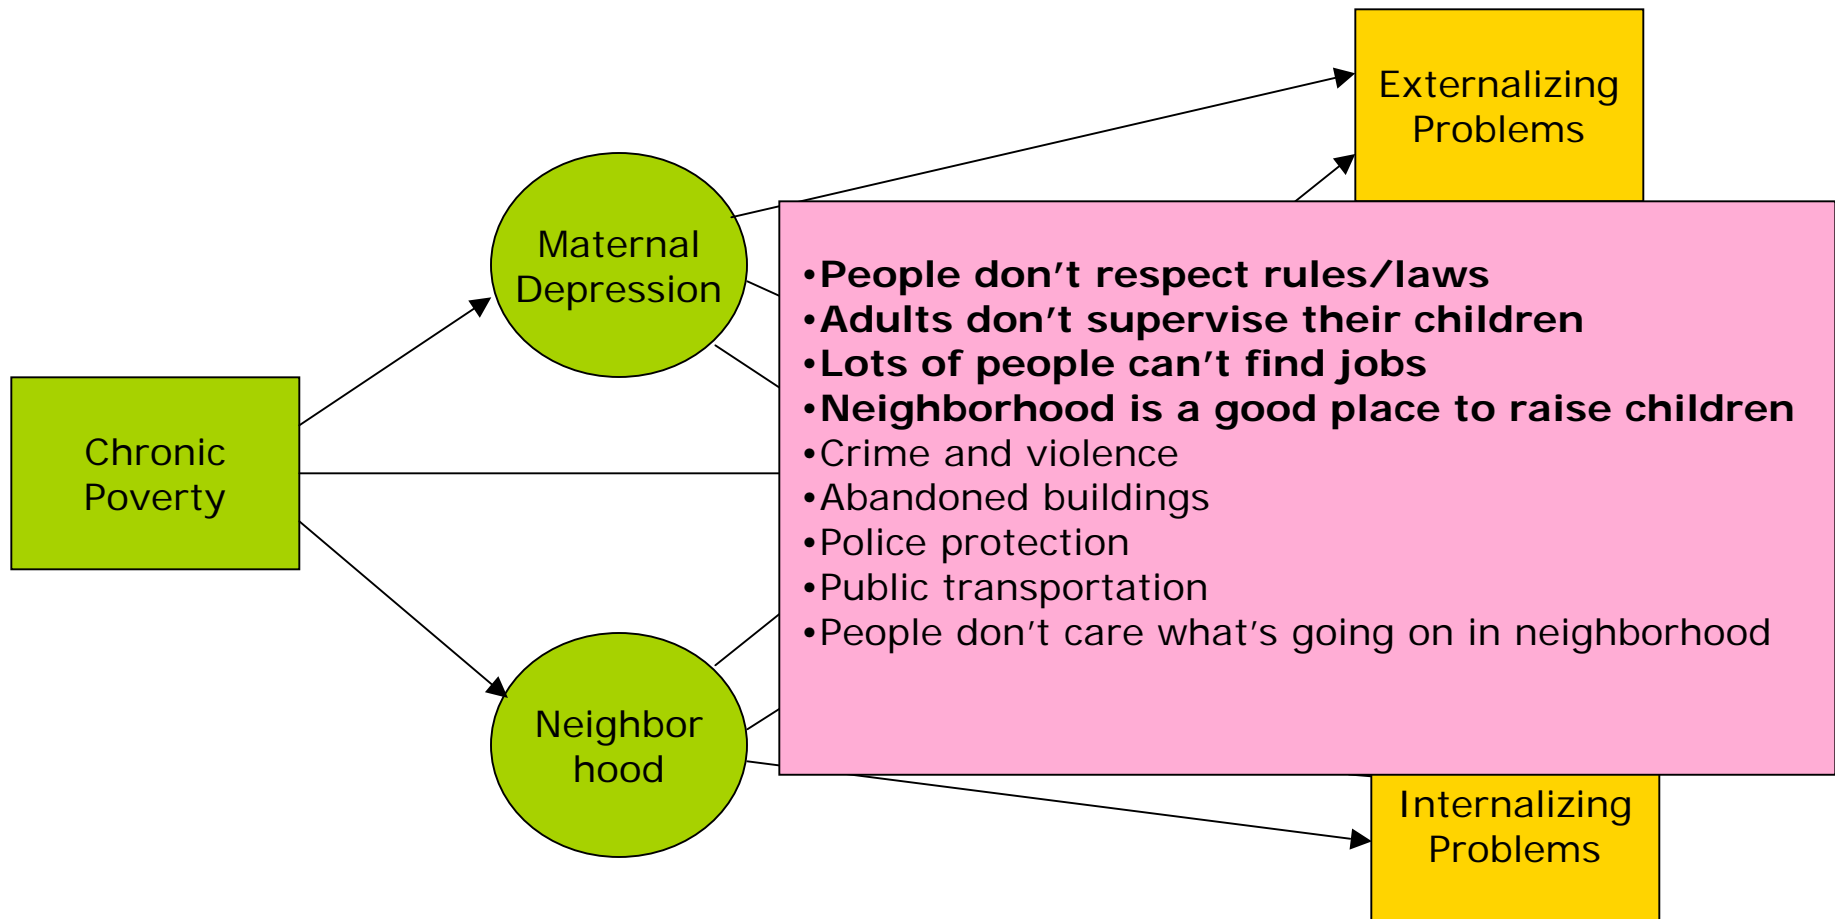 Externalizing
Problems
Maternal
Depression
•People don't respect rules/laws
•Adults don't supervise their children
•Lots of people can't find jobs
•Neighborhood is a good place to raise children
•Crime and violence
•Abandoned buildings
•Police protection
•Public transportation
•People don't care what's going on in neighborhood
Chronic
Poverty
Neighbor
hood
Internalizing
Problems